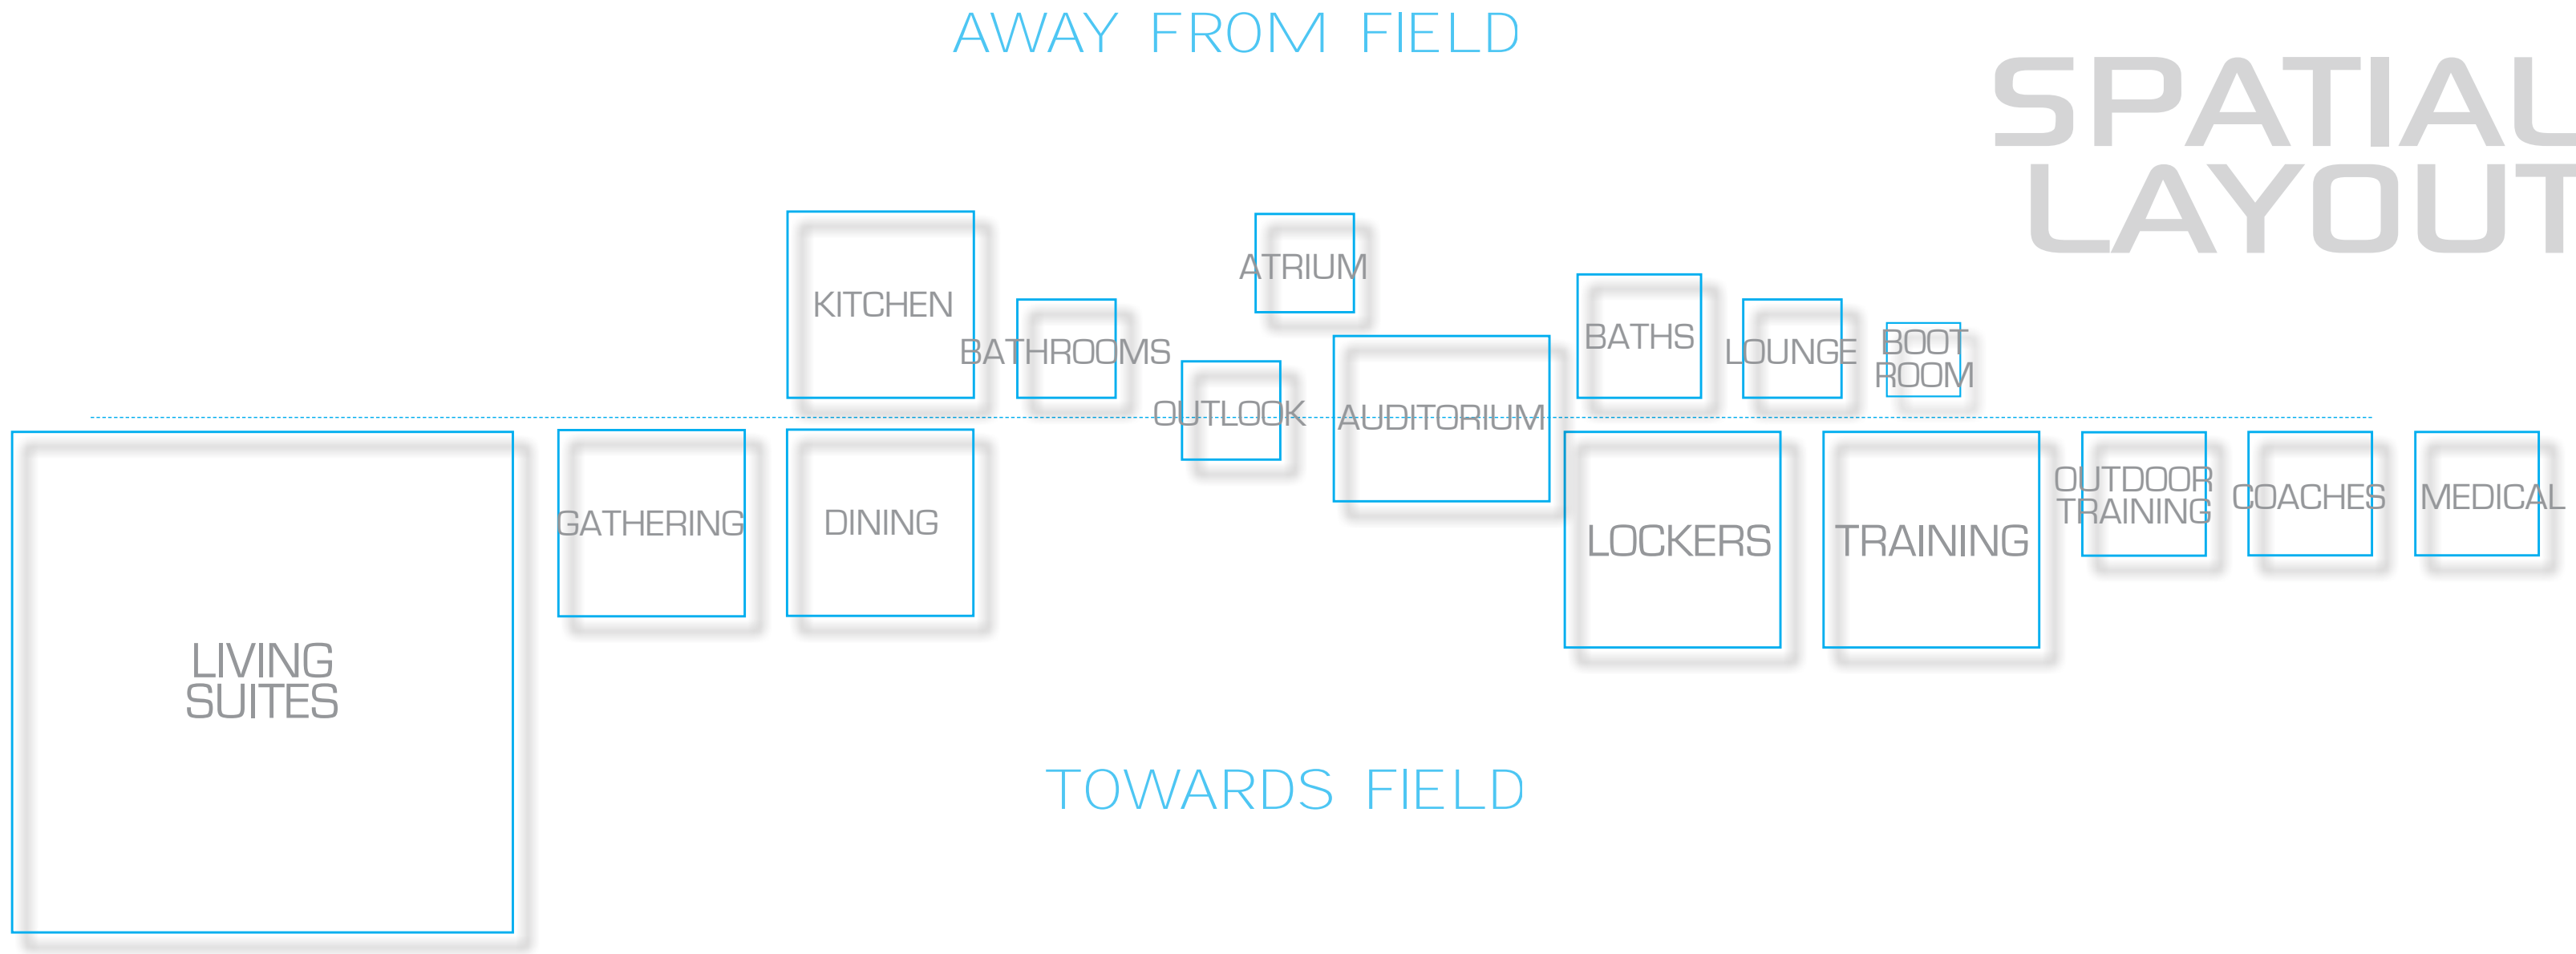 AWAY FROM FIELD
SPATIAL
LAYOUT
KITCHEN
BATHROOMS
ATRIUM
OUTLOOK
AUDITORIUM
BATHS
LOUNGE
BOOT
ROOM
LIVING
SUITES
GATHERING
DINING
LOCKERS
TRAINING
OUTDOOR
TRAINING
COACHES
MEDICAL
TOWARDS FIELD